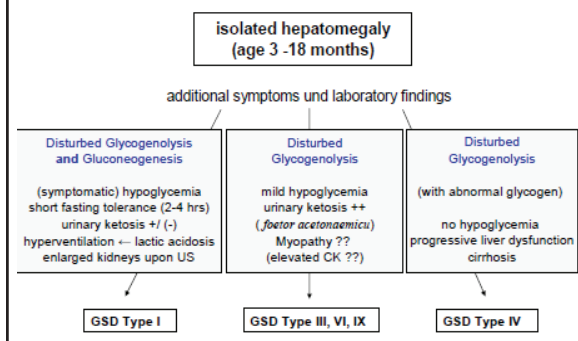 isolated hepatomegaly
(age 3 -18 months)
additional symptoms und laboratory findings
Disturbed Glycogenolysis
and Gluconeogenesis
(symptomatic) hypoglycemia
short fasting tolerance (2-4 hrs)
urinary ketosis +/ (-)
hyperventilation ← lactic acidosis
enlarged kidneys upon US
Disturbed
Glycogenolysis
mild hypoglycemia
urinary ketosis ++
(foetor acetonaemicu)
Myopathy ??
(elevated CK ??)
Disturbed
Glycogenolysis
(with abnormal glycogen)
no hypoglycemia
progressive liver dysfunction
cirrhosis
GSD Type I
GSD Type III, VI, IX
GSD Type IV